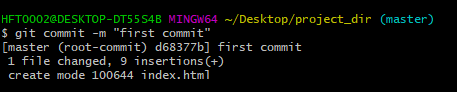 HFT0002@DESKTOP-DT55S4B MINGW64 ~/Desktop/project_dir (master)
$ git commit -m "first commit"
[master (root-commit) d68377b] first commit
 1 file changed, 9 insertions(+)
 create mode 100644 index.html